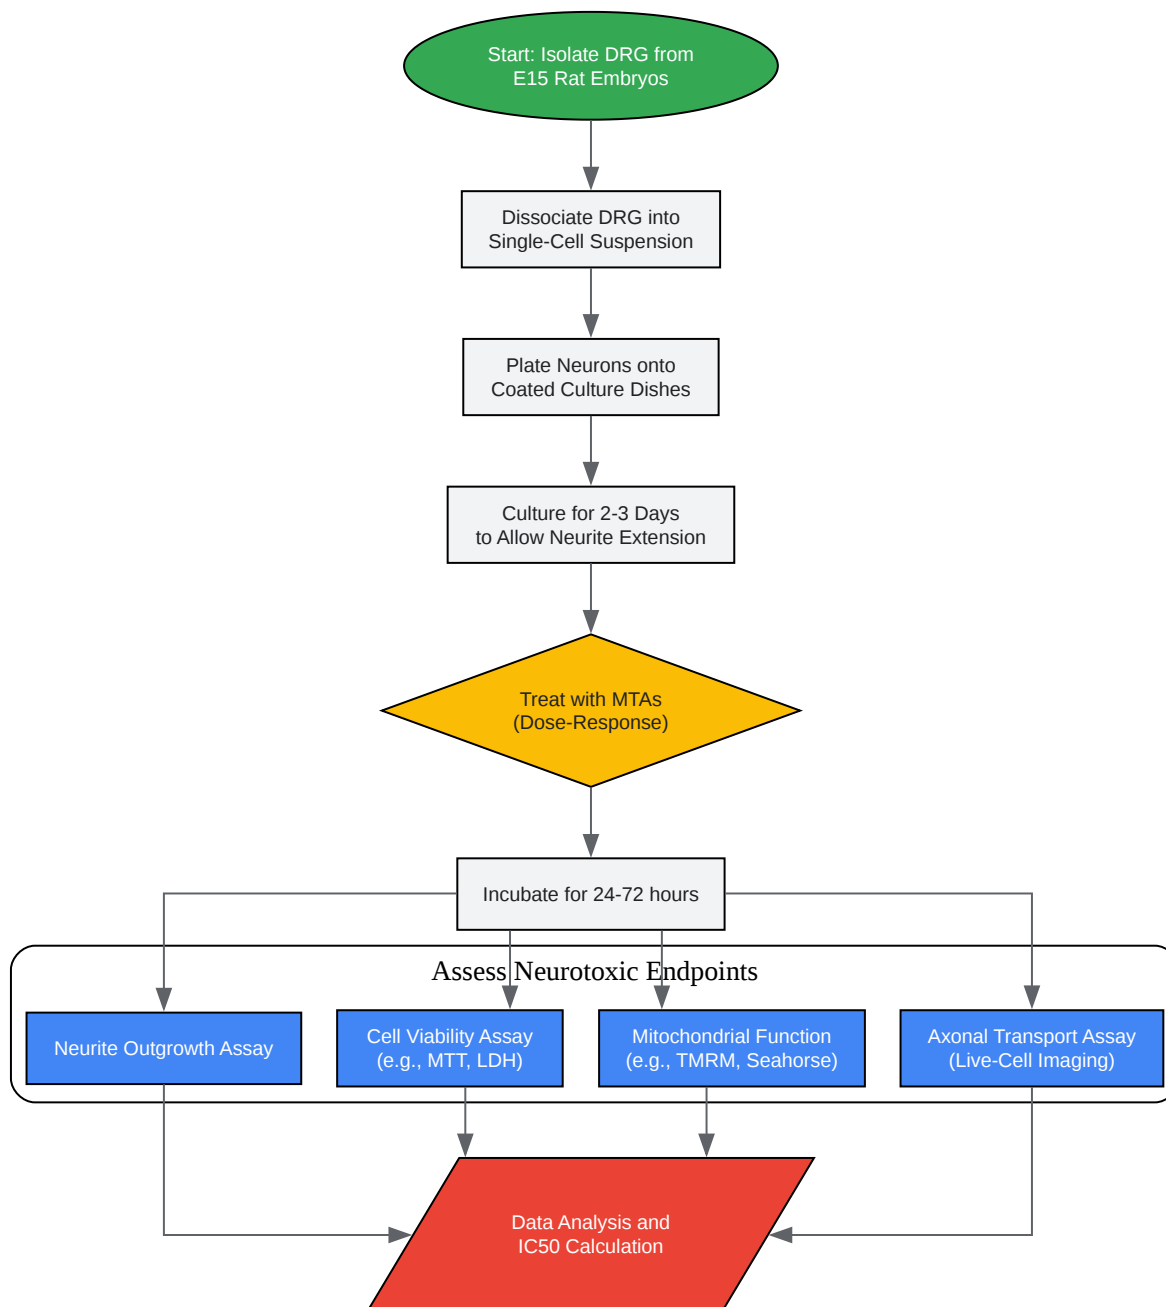 Start: Isolate DRG from
E15 Rat Embryos
Dissociate DRG into
Single-Cell Suspension
Plate Neurons onto
Coated Culture Dishes
Culture for 2-3 Days
to Allow Neurite Extension
Treat with MTAs
(Dose-Response)
Incubate for 24-72 hours
Assess Neurotoxic Endpoints
Neurite Outgrowth Assay
Cell Viability Assay
(e.g., MTT, LDH)
Mitochondrial Function
(e.g., TMRM, Seahorse)
Axonal Transport Assay
(Live-Cell Imaging)
Data Analysis and
IC50 Calculation